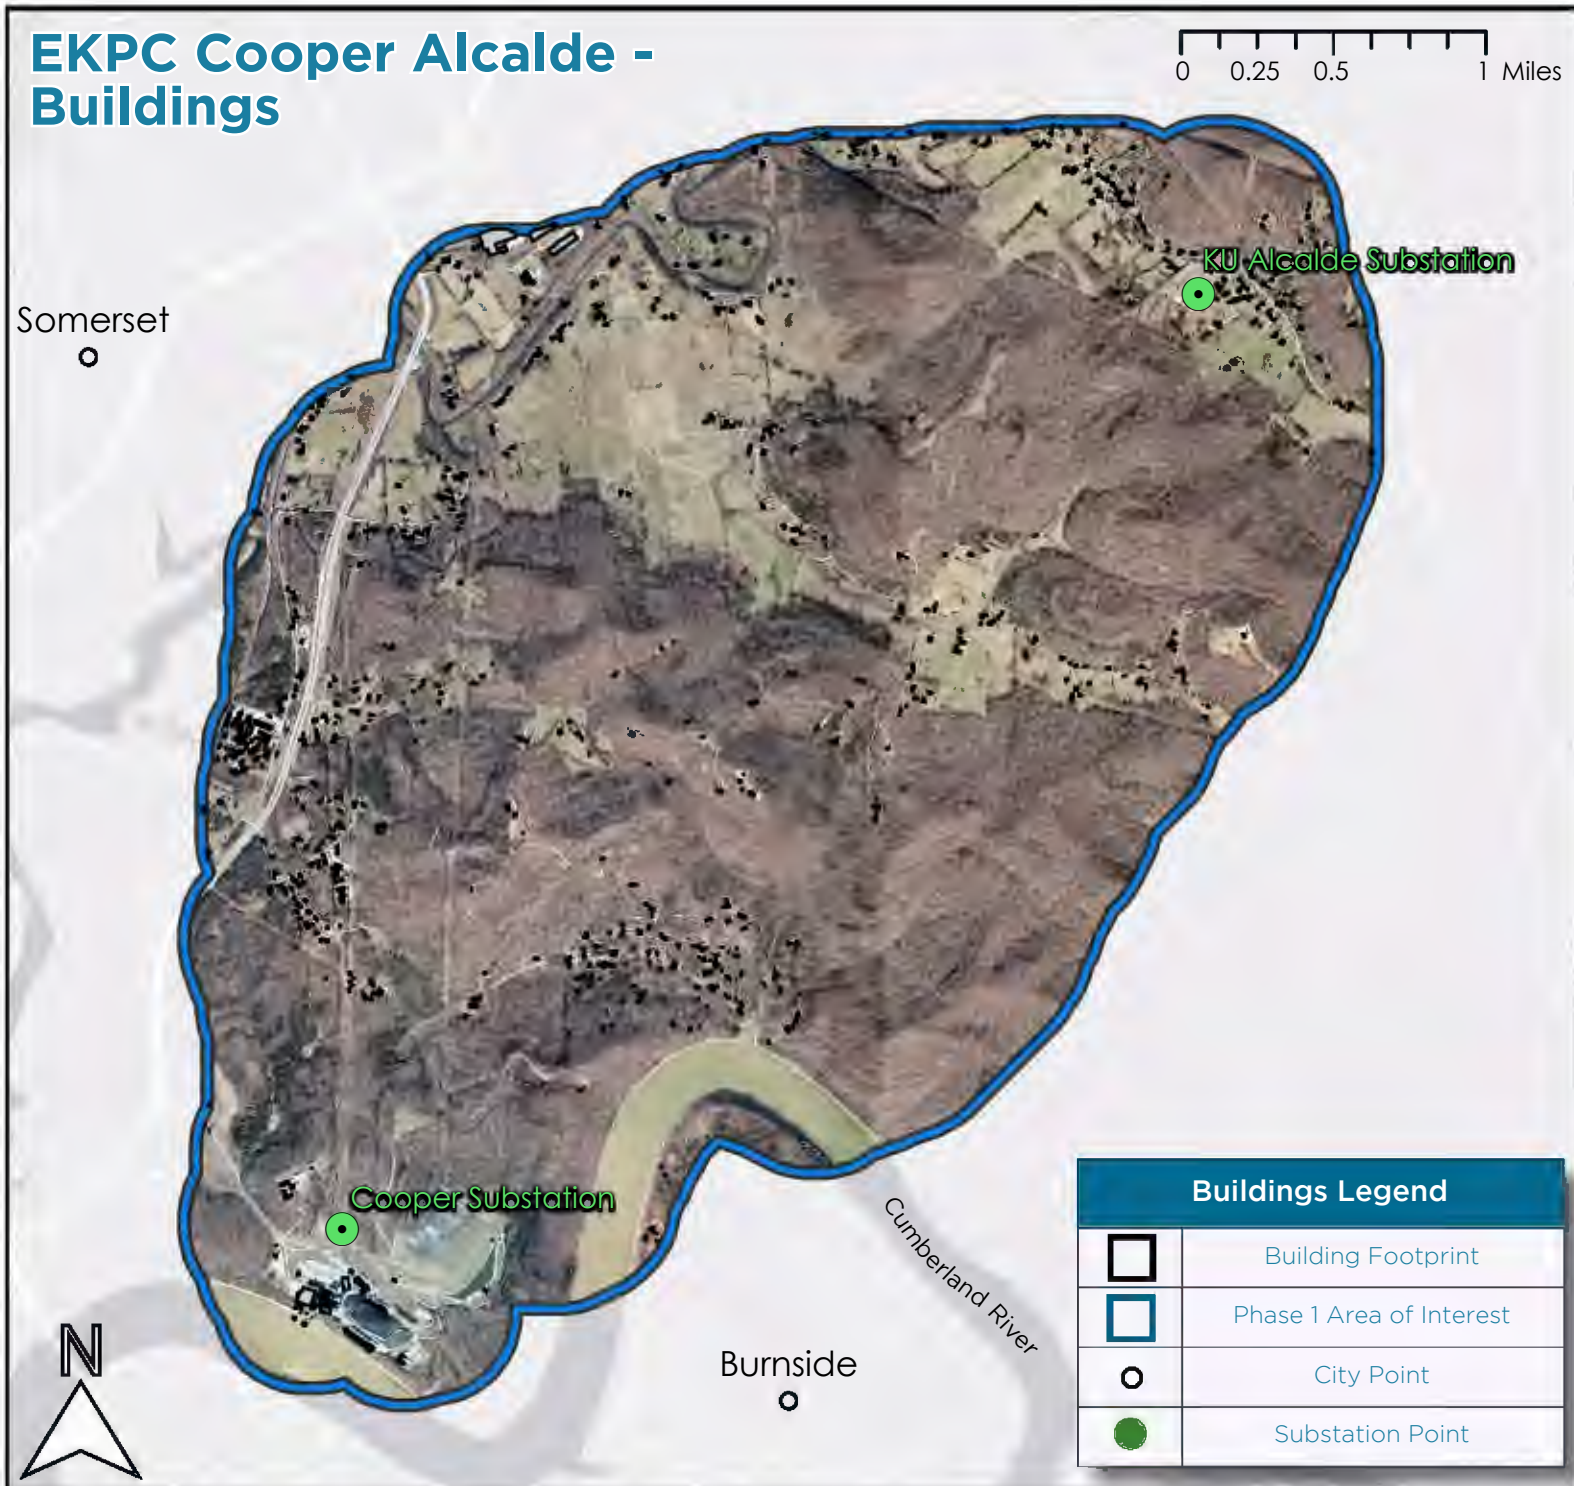 EKPC Cooper Alcalde -
Buildings
0 0.25 0.5 1 Miles
KU Alcalde Substation
Somerset
Cooper Substation
Cumberland River
Burnside
N
Buildings Legend
Building Footprint
Phase 1 Area of Interest
City Point
Substation Point